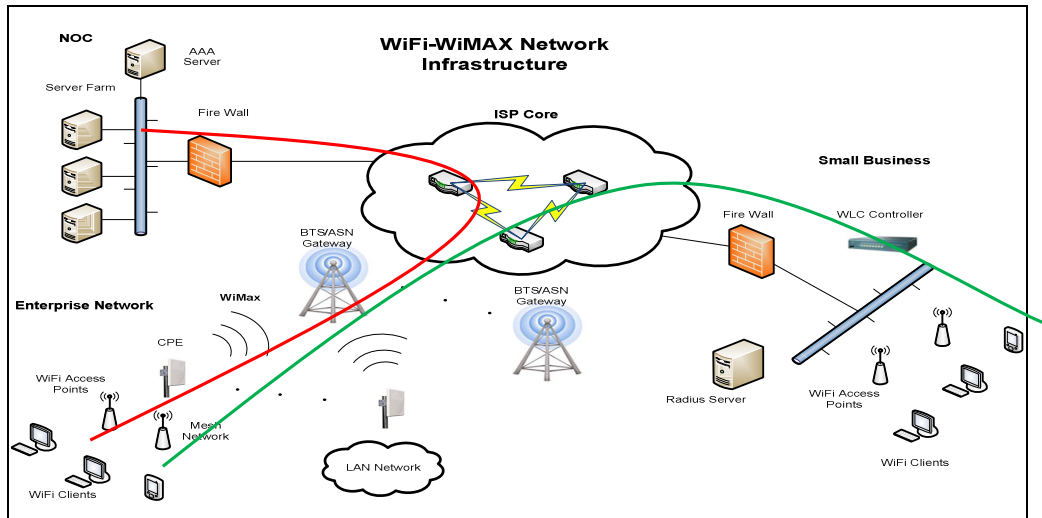 NOC
WiFi-WiMAX Network
Infrastructure
AAA
Server
Server Farm
Fire Wall
ISP Core
Small Business
Fire Wall
WLC Controller
BTS/ASN
Gateway
BTS/ASN
Gateway
Enterprise Network
WiMax
CPE
WiFi Access
Points
Mesh
Network
WiFi Clients
LAN Network
Radius Server
WiFi Access
Points
WiFi Clients